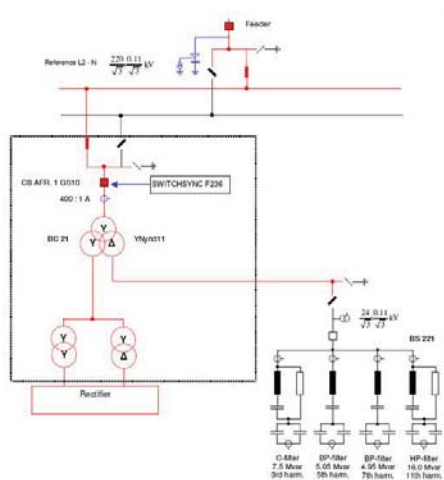 Feeder
Reference L2 - N 220/√3 0.11/√3 kV
CB AFR. 1 GS10
SWITCHSYNC F236
400 : 1 A
Y
BC 21 Y Δ YNynd11
24/√3 0.11/√3 kV
BS 221
Y Y
Y Δ
Rectifier
C-filter BP-filter BP-filter HP-filter
7.5 Mvar 5.05 Mvar 4.95 Mvar 16.0 Mvar
3rd harm. 5th harm. 7th harm. 11th harm.